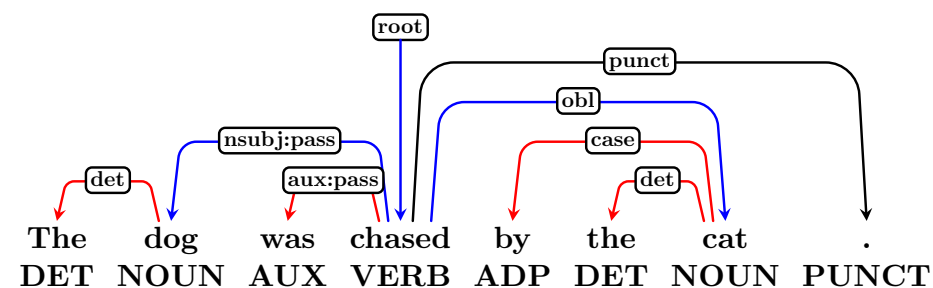 root
punct
obl
nsubj:pass case
det aux:pass det
The dog was chased by the cat .
DET NOUN AUX VERB ADP DET NOUN PUNCT